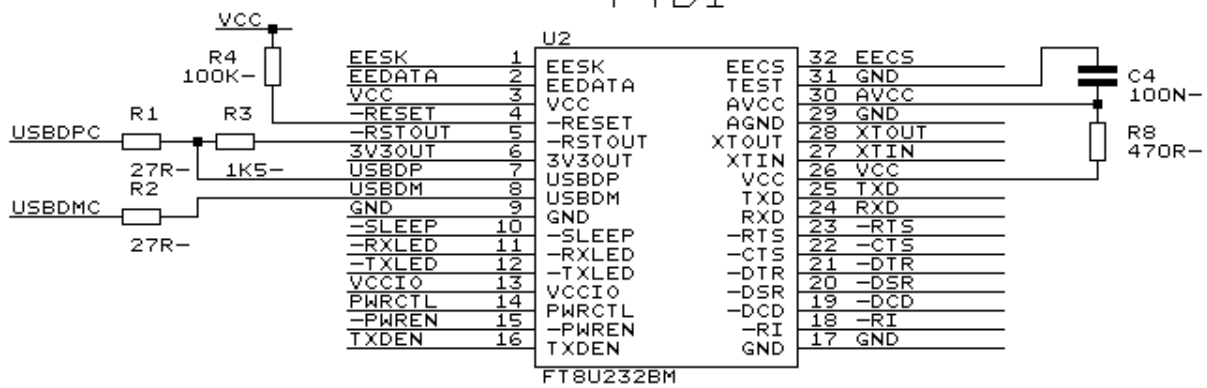 FTDI
VCC
U2
R4
100K-
EESK 1 EESK EECS 32 EECS
EEDATA 2 EEDATA TEST 31 GND
VCC 3 VCC AVCC 30 AVCC
-RESET 4 -RESET AGND 29 GND
-RSTOUT 5 -RSTOUT XTOUT 28 XTOUT
3V3OUT 6 3V3OUT XTIN 27 XTIN
USBDP 7 USBDP VCC 26 VCC
USBDM 8 USBDM TXD 25 TXD
GND 9 GND RXD 24 RXD
-SLEEP 10 -SLEEP -RTS 23 -RTS
-RXLED 11 -RXLED -CTS 22 -CTS
-TXLED 12 -TXLED -DTR 21 -DTR
VCCIO 13 VCCIO -DSR 20 -DSR
PWRCTL 14 PWRCTL -DCD 19 -DCD
-PWREN 15 -PWREN -RI 18 -RI
TXDEN 16 TXDEN GND 17 GND
C4
100N-
R8
470R-
R1
R3
USBDPC
27R-
1K5-
R2
USBDMC
27R-
FT8U232BM